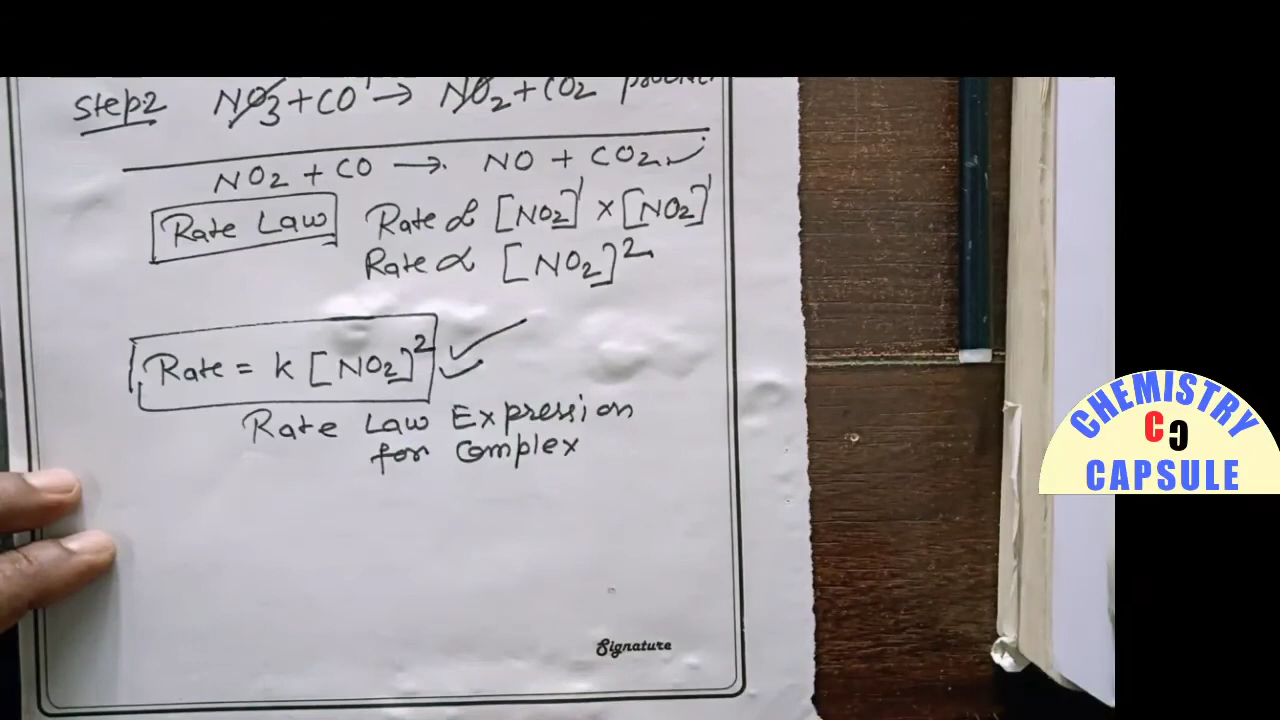 Step2 NO3 + CO → NO2 + CO2
NO2 + CO → NO + CO2
Rate Law Rate ∝ [NO2]¹ × [NO2]¹
Rate ∝ [NO2]²
Rate = k [NO2]²
Rate Law Expression
for Complex
Signature
CHEMISTRY
CC
CAPSULE